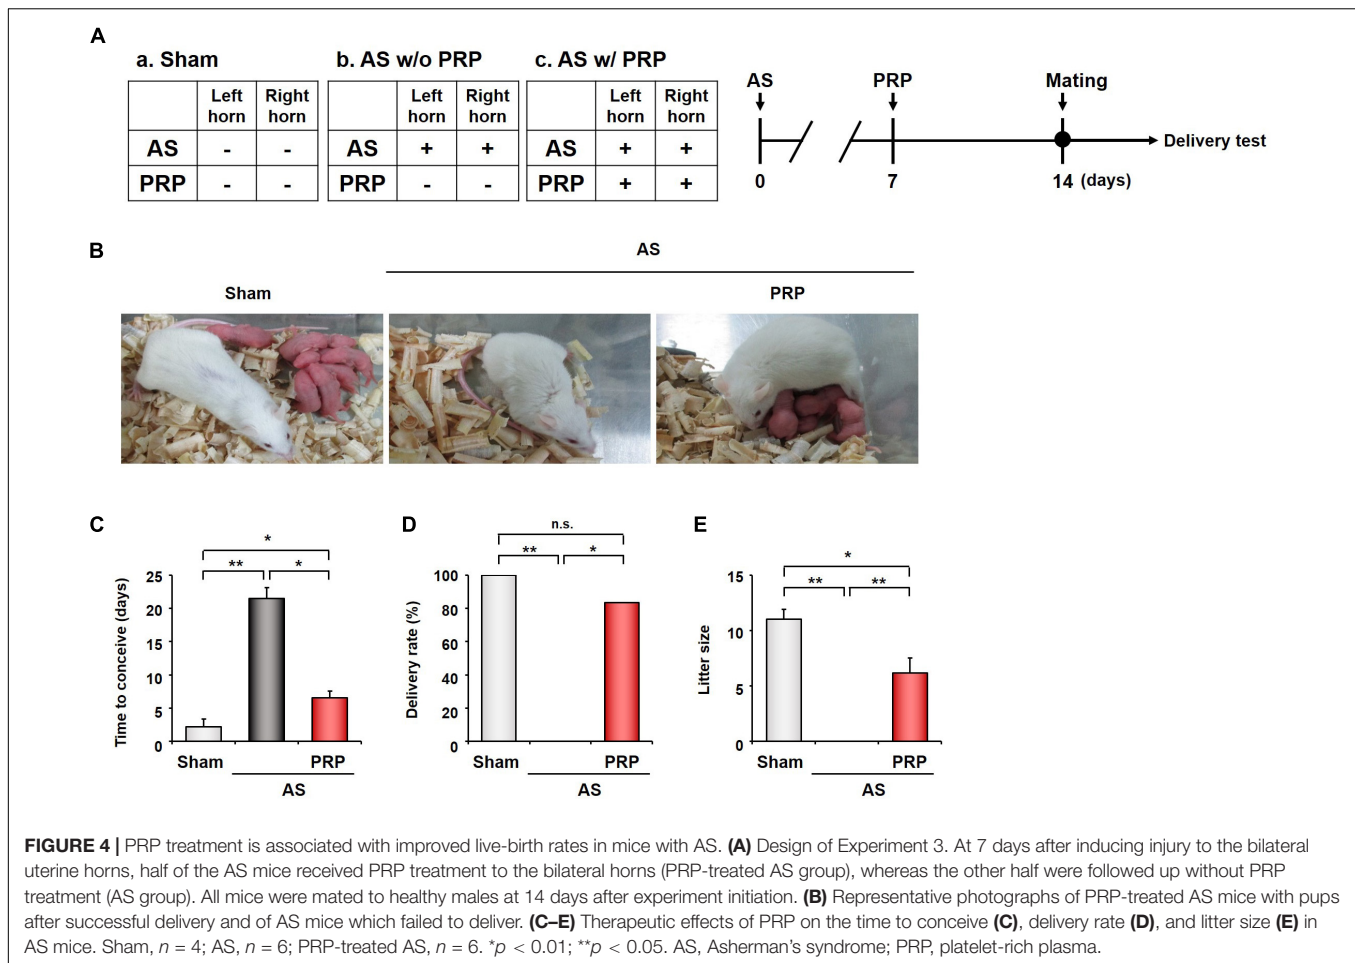 A
a. Sham
Left horn
Right horn
AS - -
PRP - -
b. AS w/o PRP
Left horn
Right horn
AS + +
PRP - -
c. AS w/ PRP
Left horn
Right horn
AS + +
PRP + +
AS PRP Mating
Delivery test
0 7 14 (days)
B
AS
Sham PRP
C
Time to conceive (days)
25
20
15
10
5
0
*
** *
Sham PRP
AS
D
Delivery rate (%)
100
80
60
40
20
0
n.s.
** *
Sham PRP
AS
E
Litter size
15
10
5
0
*
** **
Sham PRP
AS
FIGURE 4 | PRP treatment is associated with improved live-birth rates in mice with AS. (A) Design of Experiment 3. At 7 days after inducing injury to the bilateral
uterine horns, half of the AS mice received PRP treatment to the bilateral horns (PRP-treated AS group), whereas the other half were followed up without PRP
treatment (AS group). All mice were mated to healthy males at 14 days after experiment initiation. (B) Representative photographs of PRP-treated AS mice with pups
after successful delivery and of AS mice which failed to deliver. (C–E) Therapeutic effects of PRP on the time to conceive (C), delivery rate (D), and litter size (E) in
AS mice. Sham, n = 4; AS, n = 6; PRP-treated AS, n = 6. *p < 0.01; **p < 0.05. AS, Asherman's syndrome; PRP, platelet-rich plasma.